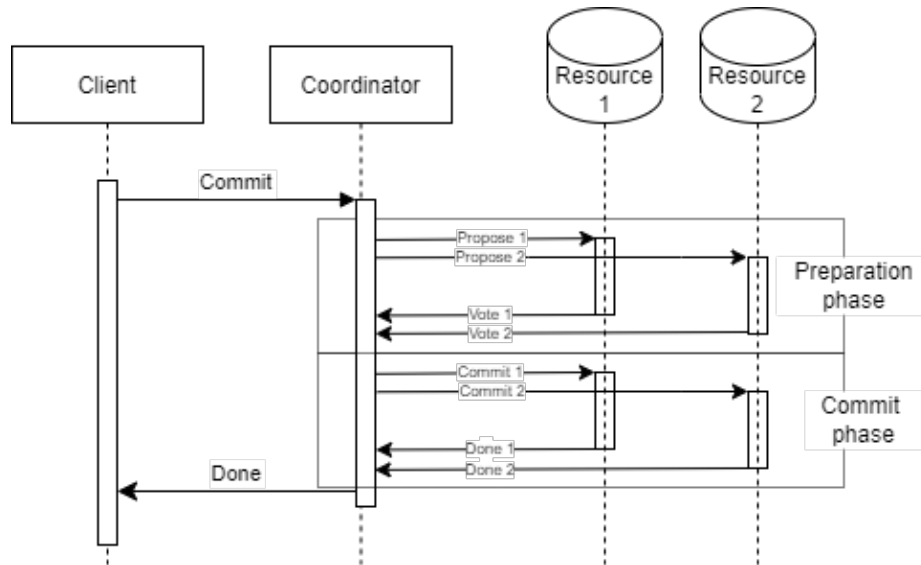 Client
Coordinator
Resource
1
Resource
2
Commit
Propose 1
Propose 2
Preparation
phase
Vote 1
Vote 2
Commit 1
Commit 2
Commit
phase
Done 1
Done 2
Done